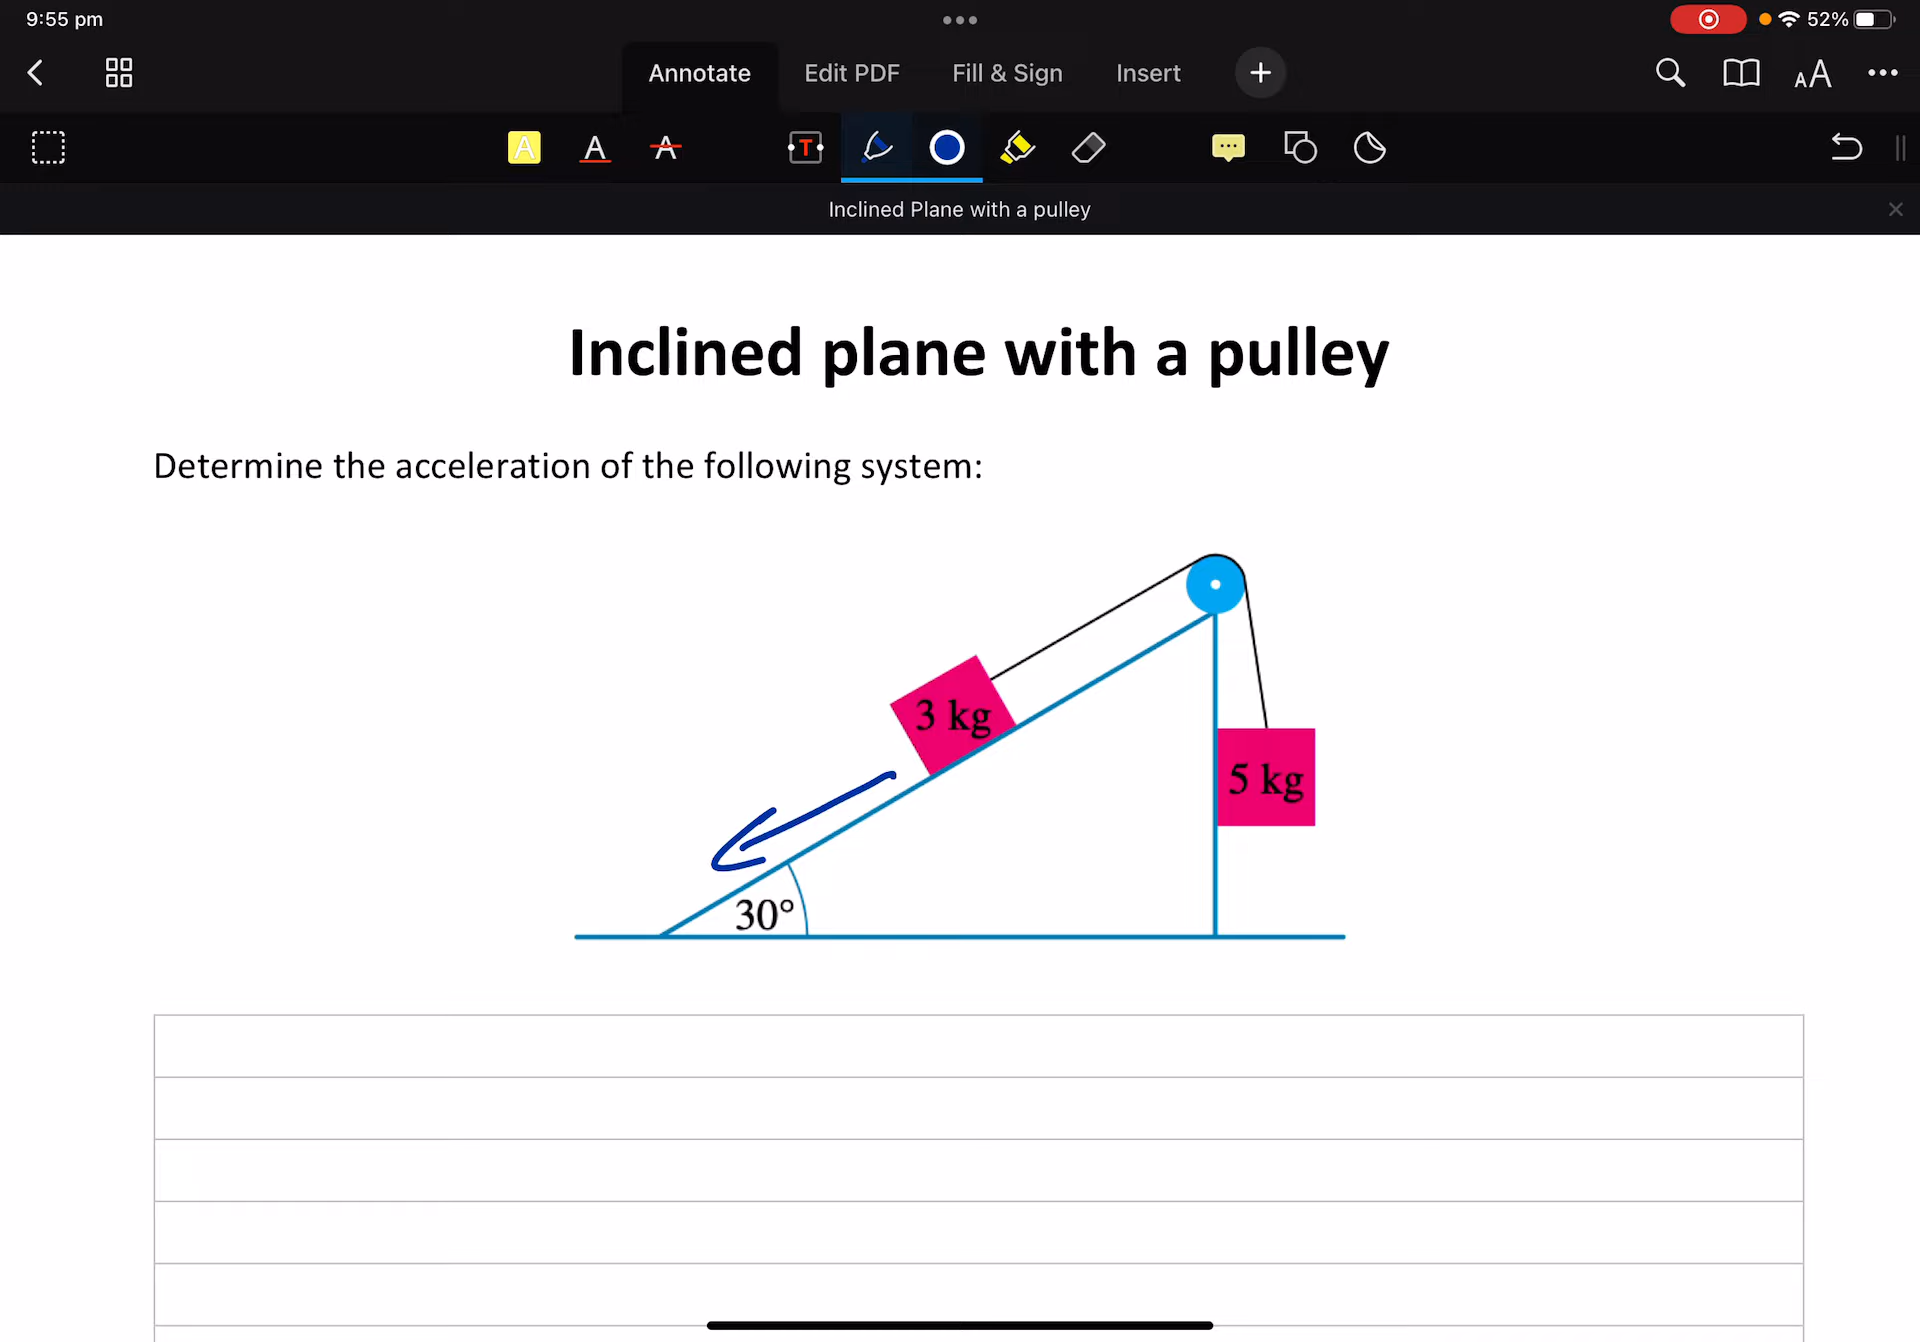 9:55 pm
52%
Annotate
Edit PDF
Fill & Sign
Insert
AA
A
A
A
T
Inclined Plane with a pulley
Inclined plane with a pulley
Determine the acceleration of the following system:
3 kg
5 kg
30°